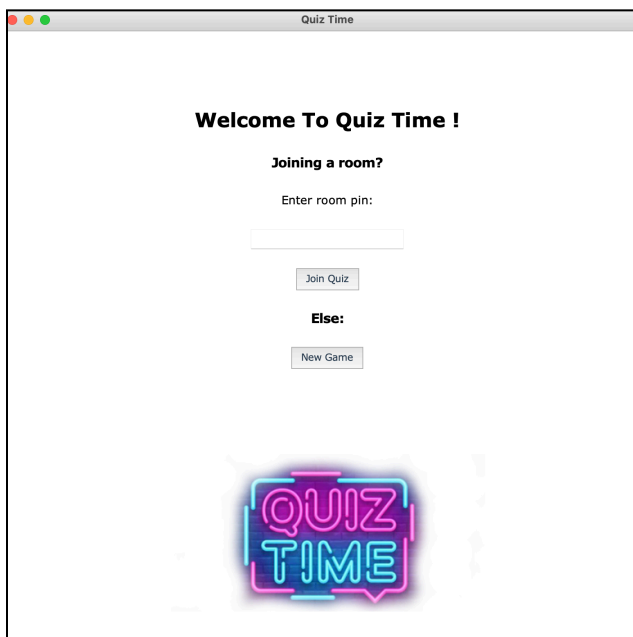 Quiz Time
Welcome To Quiz Time !
Joining a room?
Enter room pin:
Join Quiz
Else:
New Game
QUIZ
TIME